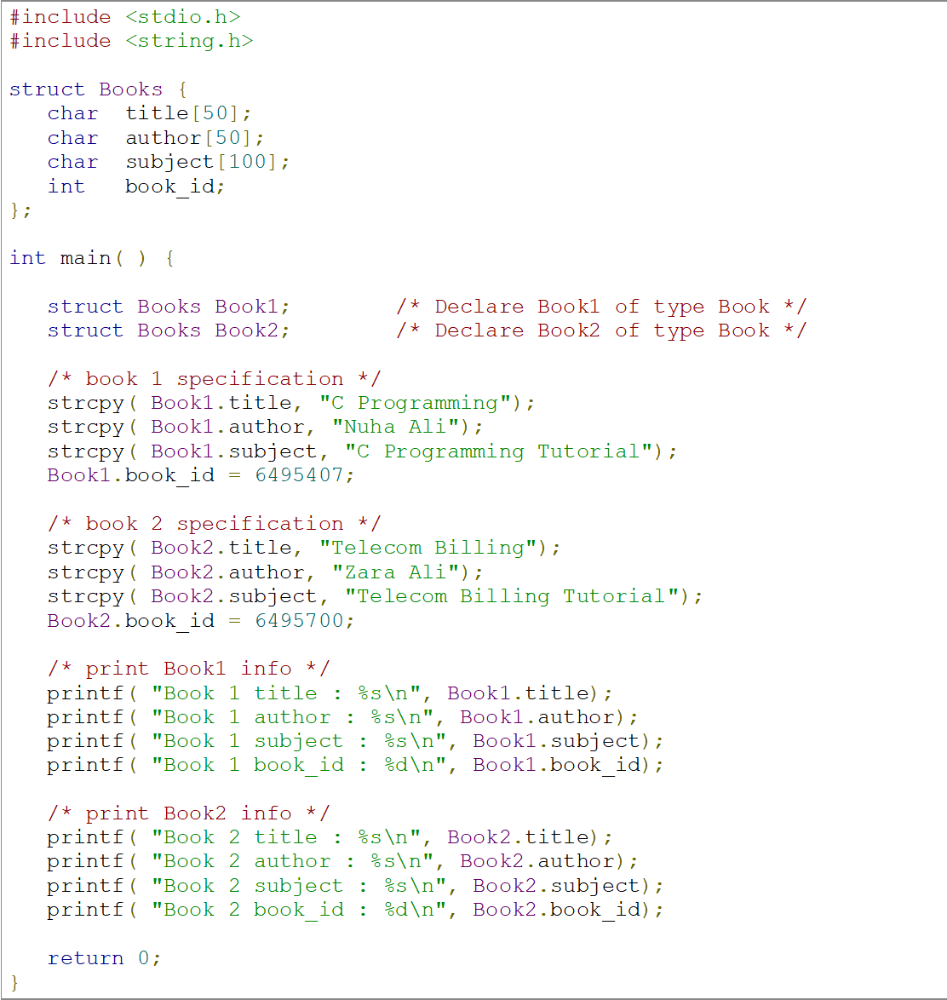 #include <stdio.h>
#include <string.h>

struct Books {
   char  title[50];
   char  author[50];
   char  subject[100];
   int   book_id;
};

int main( ) {

   struct Books Book1;        /* Declare Book1 of type Book */
   struct Books Book2;        /* Declare Book2 of type Book */

   /* book 1 specification */
   strcpy( Book1.title, "C Programming");
   strcpy( Book1.author, "Nuha Ali");
   strcpy( Book1.subject, "C Programming Tutorial");
   Book1.book_id = 6495407;

   /* book 2 specification */
   strcpy( Book2.title, "Telecom Billing");
   strcpy( Book2.author, "Zara Ali");
   strcpy( Book2.subject, "Telecom Billing Tutorial");
   Book2.book_id = 6495700;

   /* print Book1 info */
   printf( "Book 1 title : %s\n", Book1.title);
   printf( "Book 1 author : %s\n", Book1.author);
   printf( "Book 1 subject : %s\n", Book1.subject);
   printf( "Book 1 book_id : %d\n", Book1.book_id);

   /* print Book2 info */
   printf( "Book 2 title : %s\n", Book2.title);
   printf( "Book 2 author : %s\n", Book2.author);
   printf( "Book 2 subject : %s\n", Book2.subject);
   printf( "Book 2 book_id : %d\n", Book2.book_id);

   return 0;
}